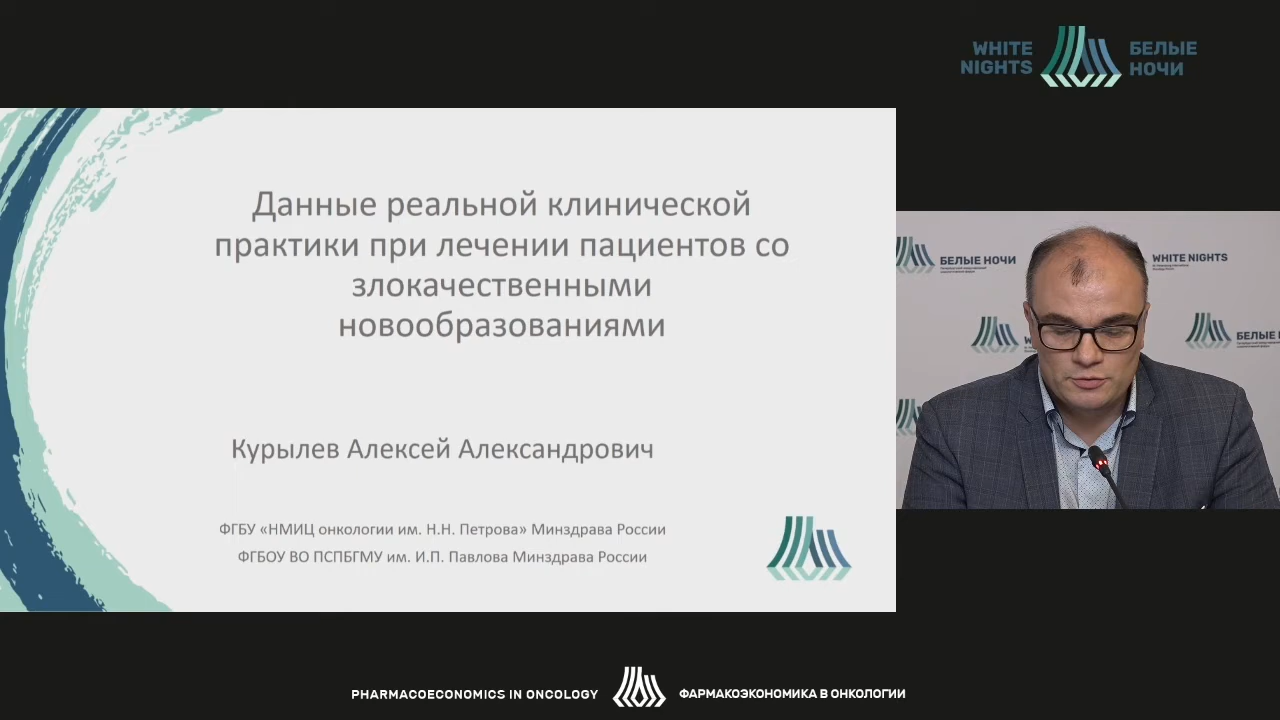 WHITE
NIGHTS
БЕЛЫЕ
НОЧИ
Данные реальной клинической
практики при лечении пациентов со
злокачественными
новообразованиями
Курылев Алексей Александрович
ФГБУ «НМИЦ онкологии им. Н.Н. Петрова» Минздрава России
ФГБОУ ВО ПСПБГМУ им. И.П. Павлова Минздрава России
БЕЛЫЕ НОЧИ
WHITE NIGHTS
БЕЛЫЕ
PHARMACOECONOMICS IN ONCOLOGY
ФАРМАКОЭКОНОМИКА В ОНКОЛОГИИ